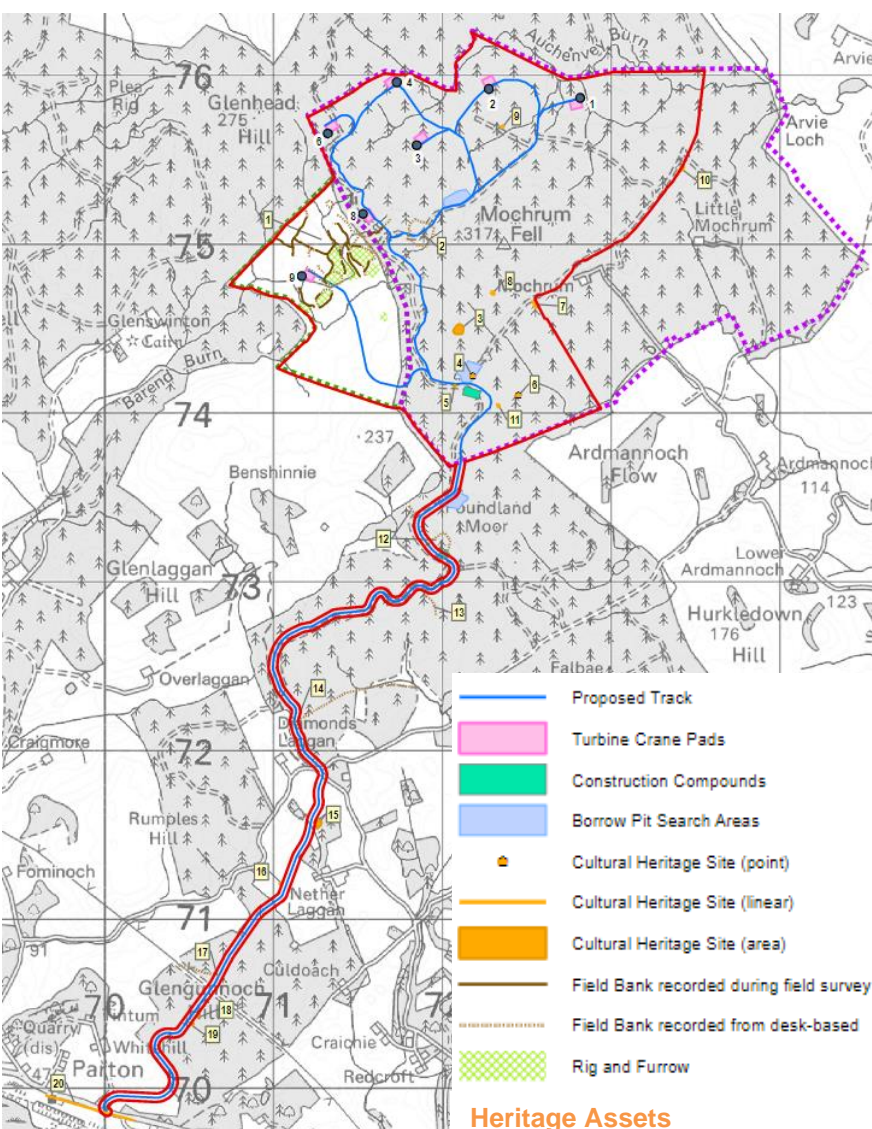 Auchenvey Burn
Arvie
76
Plea
Rig
Glenhead
275
Hill
4
2
1
9
6
3
Arvie
Loch
10
1
8
Little
Mochrum
Mochrum
Fell
317
75
2
9
8
Mochrum
7
3
Glenswinton
Cairn
Bareng Burn
4
6
5
11
74
237
Ardmannoch
Flow
Ardmannoch
114
Benshinnie
Poundland
Moor
12
Lower
Ardmannoch
Glenlaggan
Hill
73
123
13
Hurkledown
176
Hill
Overlaggan
14
Falbae
Craigmore
72
Laggan
Rumples
Hill
15
16
Fominoch
Nether
Laggan
71
91
17
Culdoach
Glengunnoch
Hill
70
71
72
18
19
Quarry
(dis)
Craichie
Redcroft
47
Parton
70
20
Proposed Track
Turbine Crane Pads
Construction Compounds
Borrow Pit Search Areas
Cultural Heritage Site (point)
Cultural Heritage Site (linear)
Cultural Heritage Site (area)
Field Bank recorded during field survey
Field Bank recorded from desk-based
Rig and Furrow
Heritage Assets